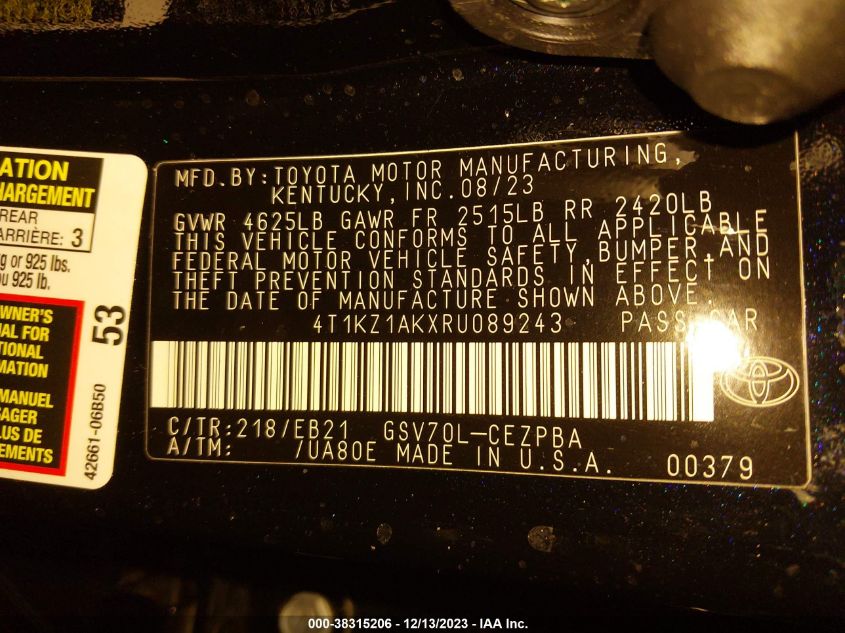 ATION
HARGEMENT
REAR
ARRIÈRE: 3
g or 925 lbs.
ou 925 lb.
WNER'S
AL FOR
TIONAL
MATION
MANUEL
SAGER
LUS DE
EMENTS
53
42661-06B50
MFD. BY: TOYOTA MOTOR MANUFACTURING,
KENTUCKY, INC. 08/23
GVWR 4625LB GAWR FR 2515LB RR 2420LB
THIS VEHICLE CONFORMS TO ALL APPLICABLE
FEDERAL MOTOR VEHICLE SAFETY, BUMPER, AND
THEFT PREVENTION STANDARDS IN EFFECT ON
THE DATE OF MANUFACTURE SHOWN ABOVE.
4T1KZ1AKXRU089243 PASS CAR
C/TR: 218/EB21 GSV70L-CEZPBA
A/TM: /UA80E MADE IN U.S.A. 00379
000-38315206 - 12/13/2023 - IAA Inc.